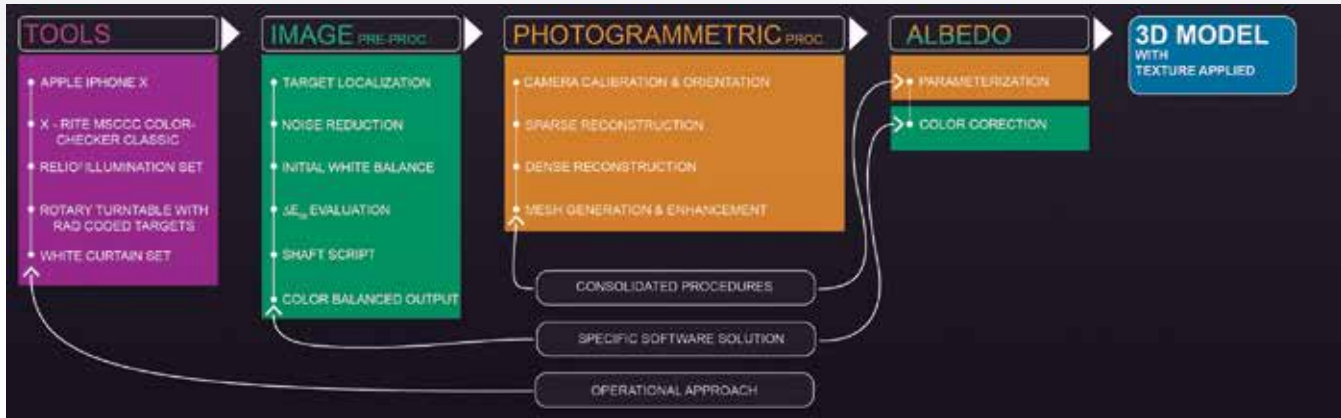 TOOLS
APPLE IPHONE X
X - RITE MSCCC COLOR-
CHECKER CLASSIC
RELIO² ILLUMINATION SET
ROTARY TURNTABLE WITH
RAD CODED TARGETS
WHITE CURTAIN SET
IMAGE PRE-PROC
TARGET LOCALIZATION
NOISE REDUCTION
INITIAL WHITE BALANCE
EVALUATION
SHAFT SCRIPT
COLOR BALANCED OUTPUT
PHOTOGRAMMETRIC PROC
CAMERA CALIBRATION & ORIENTATION
SPARSE RECONSTRUCTION
DENSE RECONSTRUCTION
MESH GENERATION & ENHANCEMENT
ALBEDO
PARAMETERIZATION
COLOR CORECTION
3D MODEL
WITH
TEXTURE APPLIED
CONSOLIDATED PROCEDURES
SPECIFIC SOFTWARE SOLUTION
OPERATIONAL APPROACH